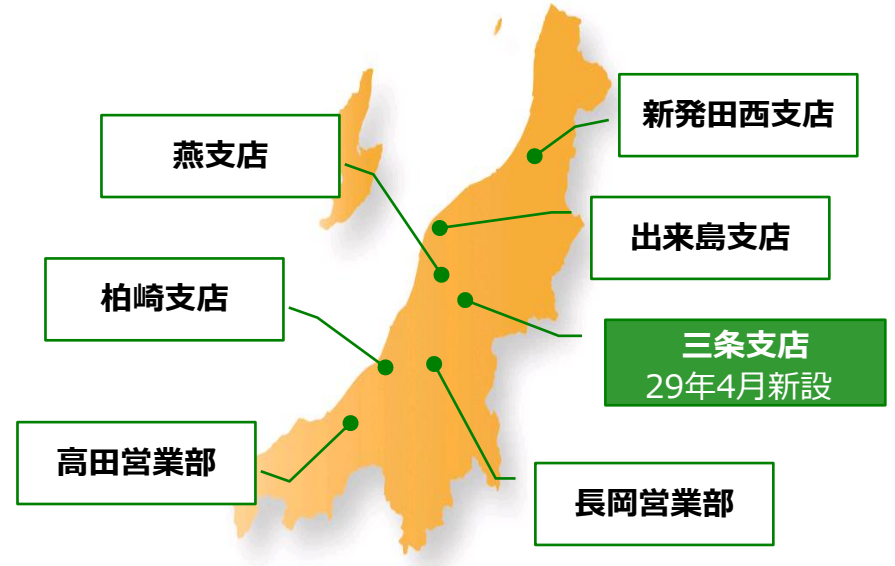 新発田西支店
燕支店
出来島支店
柏崎支店
三条支店
29年4月新設
高田営業部
長岡営業部